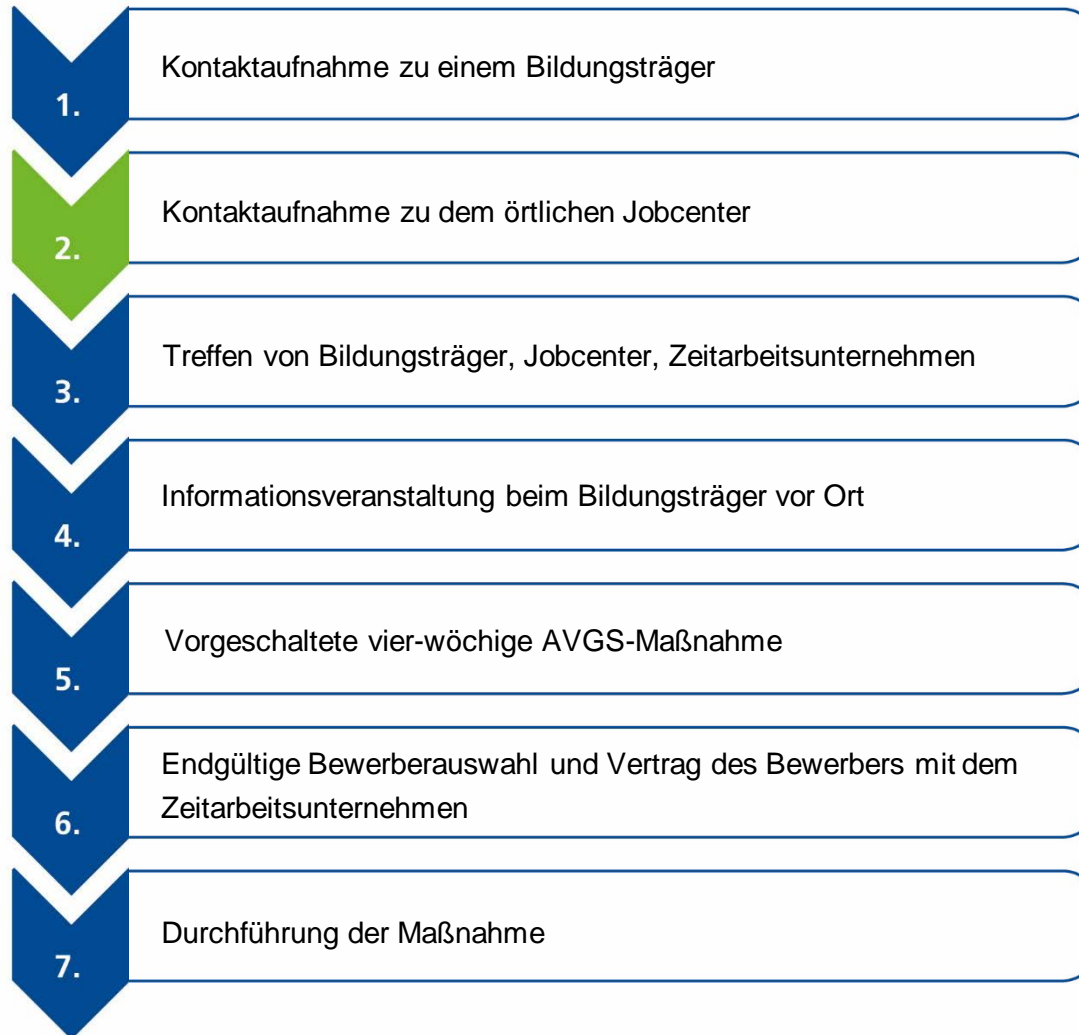 1.
Kontaktaufnahme zu einem Bildungsträger
2.
Kontaktaufnahme zu dem örtlichen Jobcenter
3.
Treffen von Bildungsträger, Jobcenter, Zeitarbeitsunternehmen
4.
Informationsveranstaltung beim Bildungsträger vor Ort
5.
Vorgeschaltete vier-wöchige AVGS-Maßnahme
6.
Endgültige Bewerberauswahl und Vertrag des Bewerbers mit dem
Zeitarbeitsunternehmen
7.
Durchführung der Maßnahme